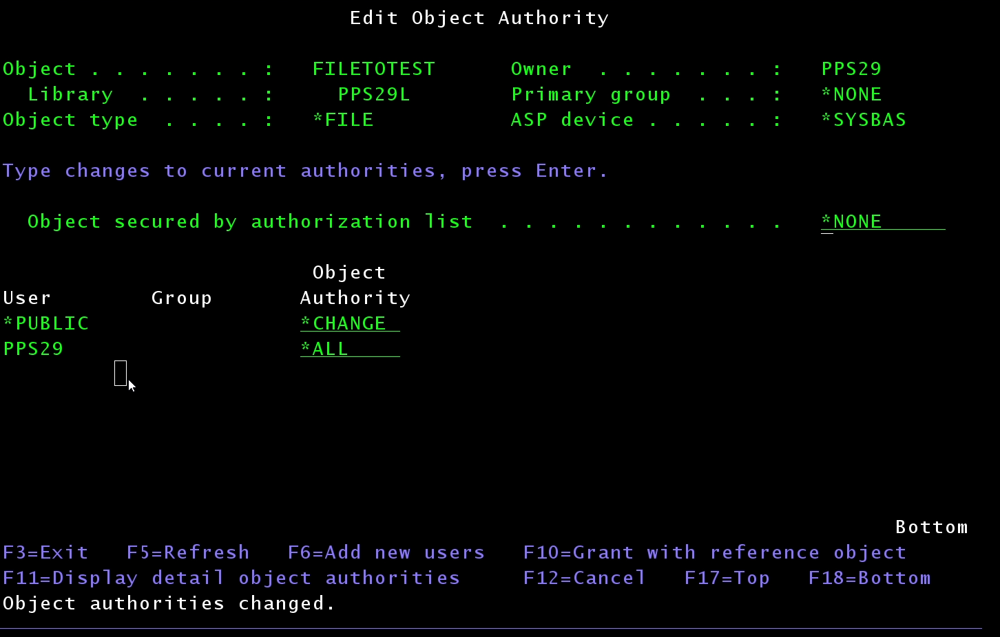 Edit Object Authority
Object . . . . . . . :   FILETOTEST      Owner  . . . . . . . :   PPS29
  Library  . . . . . :     PPS29L        Primary group  . . . :   *NONE
Object type  . . . . :   *FILE           ASP device . . . . . :   *SYSBAS
Type changes to current authorities, press Enter.
  Object secured by authorization list  . . . . . . . . . . . .   *NONE
Object
User        Group       Authority
*PUBLIC                 *CHANGE
PPS29                   *ALL
Bottom
F3=Exit   F5=Refresh   F6=Add new users   F10=Grant with reference object
F11=Display detail object authorities     F12=Cancel   F17=Top   F18=Bottom
Object authorities changed.